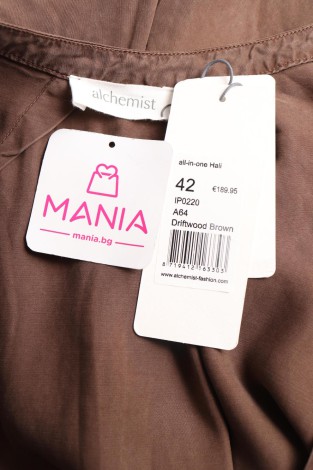 alchemist
MANIA
mania.bg
all-in-one Hali
42 €189.95
IP0220
A64
Driftwood Brown
8719412163303
www.alchemist-fashion.com